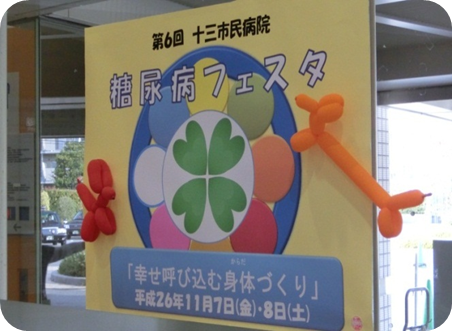 第6回 十三市民病院
糖尿病フェスタ
からだ
「幸せ呼び込む身体づくり」
平成26年11月7日(金)・8日(土)